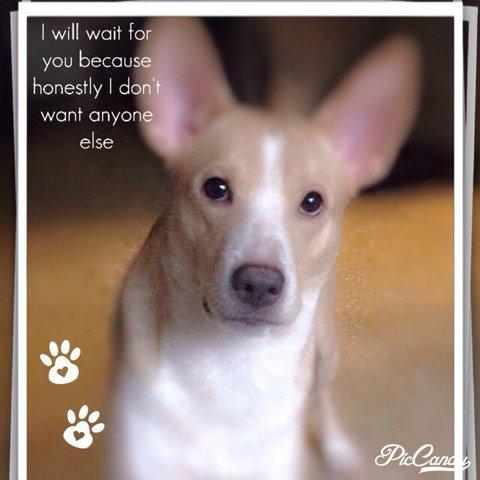 I will wait for
you because
honestly I don't
want anyone
else
PicCandy